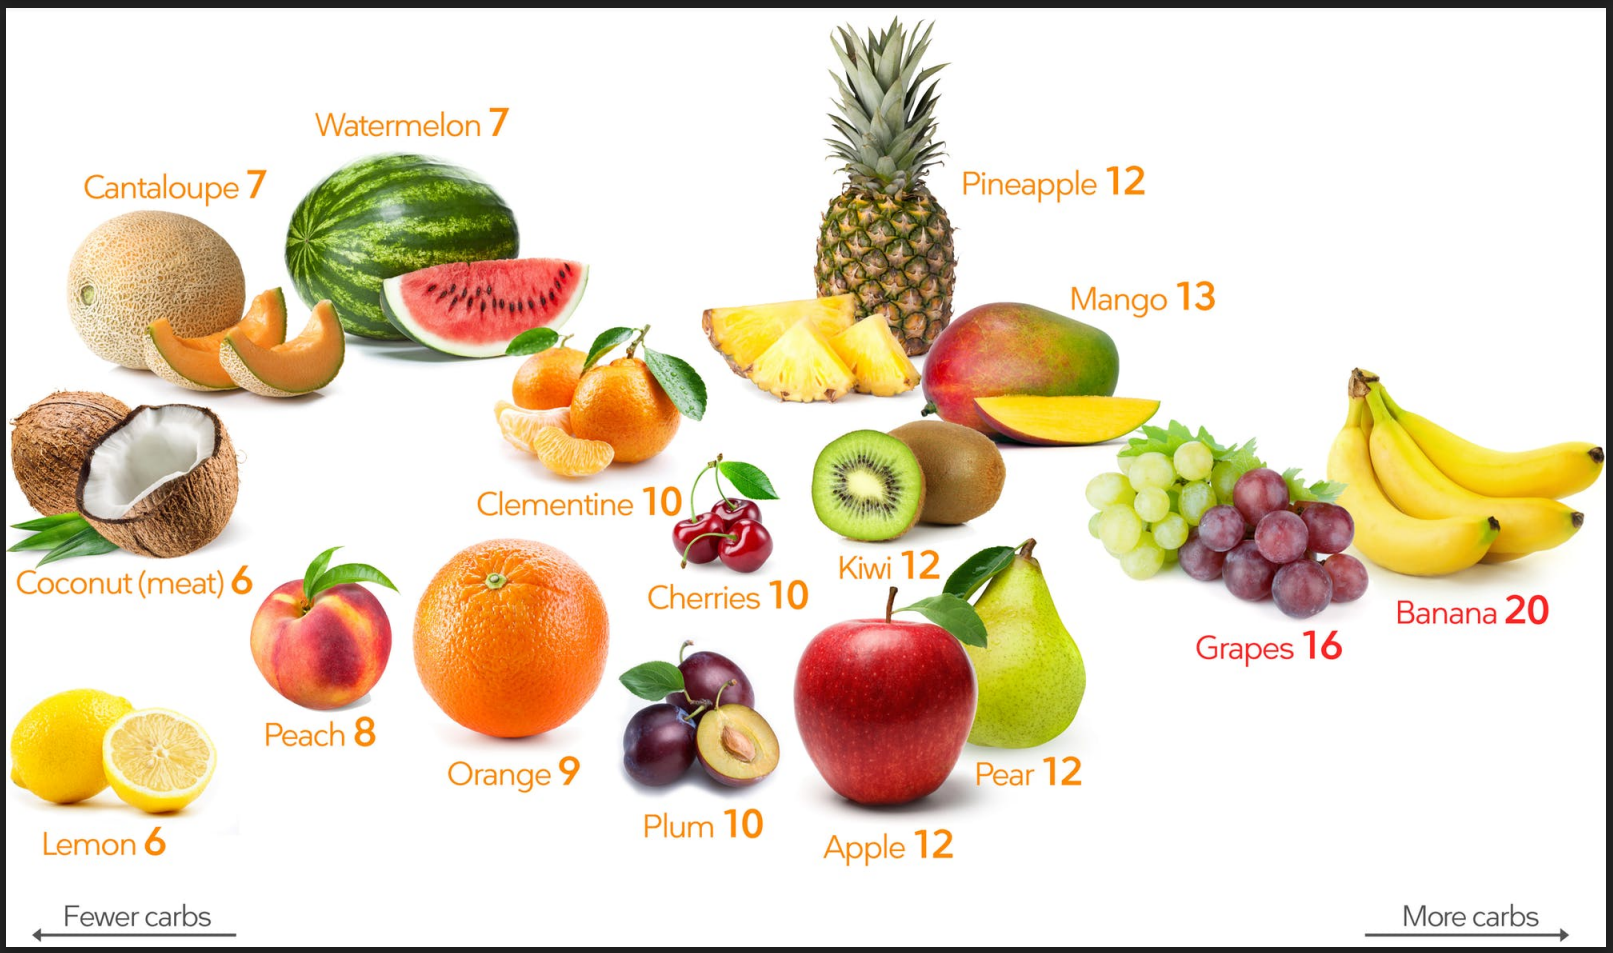 Watermelon 7
Cantaloupe 7
Pineapple 12
Mango 13
Clementine 10
Kiwi 12
Coconut (meat) 6
Cherries 10
Banana 20
Grapes 16
Peach 8
Orange 9
Pear 12
Plum 10
Lemon 6
Apple 12
Fewer carbs
More carbs